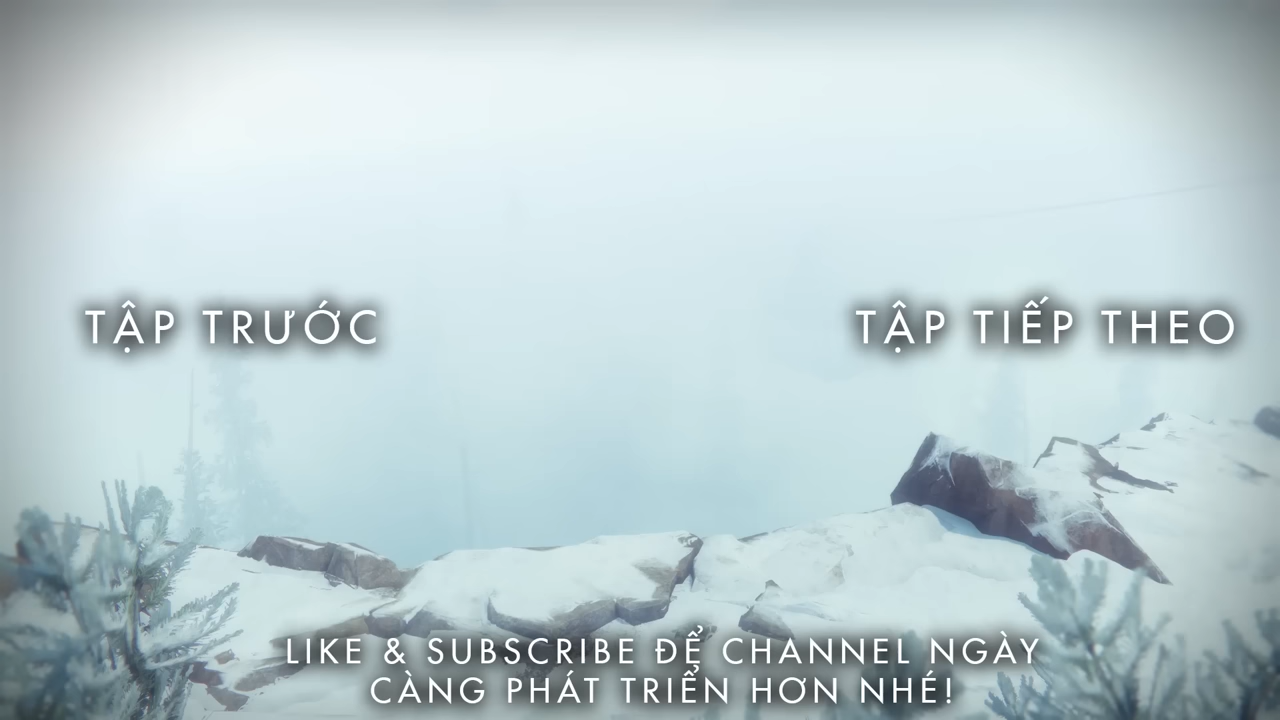 TẬP TRƯỚC
TẬP TIẾP THEO
LIKE & SUBSCRIBE ĐỂ CHANNEL NGÀY
CÀNG PHÁT TRIỂN HƠN NHÉ!